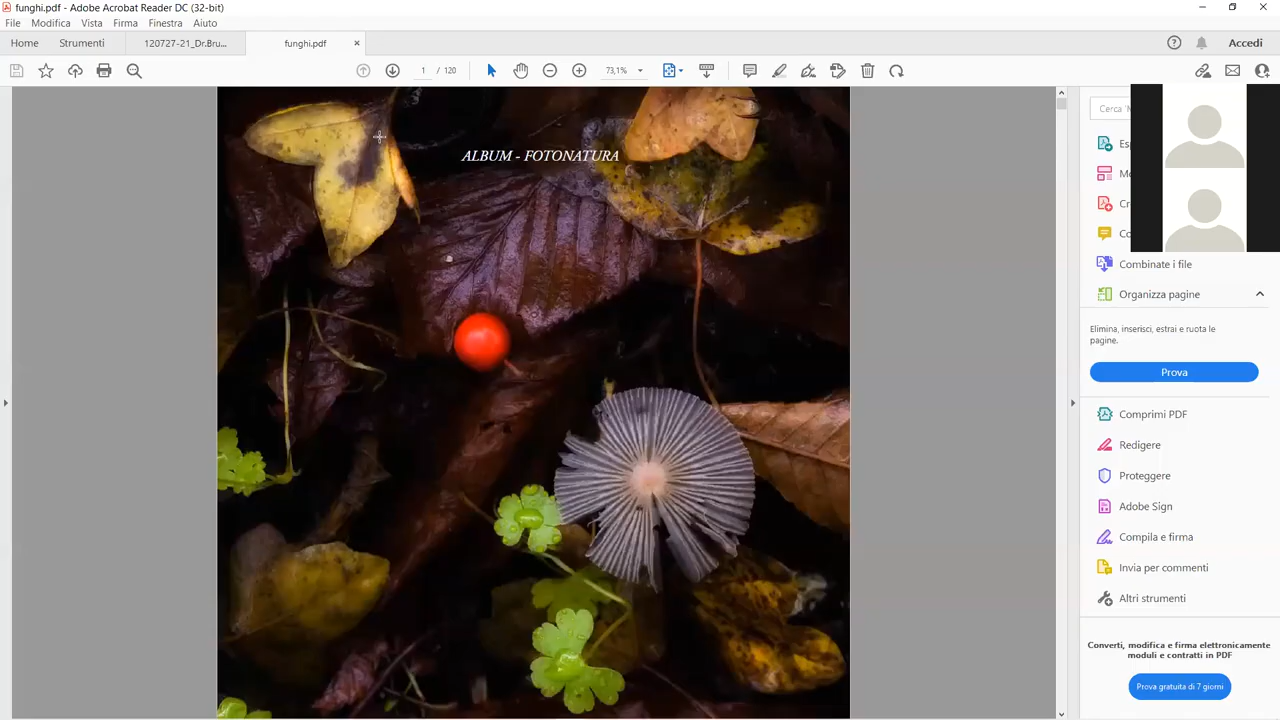 funghi.pdf - Adobe Acrobat Reader DC (32-bit)
File Modifica Vista Firma Finestra Aiuto
Home Strumenti 120727-21_Dr.Bru... funghi.pdf × Accedi
1 / 120 73,1%
ALBUM - FOTONATURA
Cerca
Combinate i file
Organizza pagine
Elimina, inserisci, estrai e ruota le
pagine.
Prova
Comprimi PDF
Redigere
Proteggere
Adobe Sign
Compila e firma
Invia per commenti
Altri strumenti
Converti, modifica e firma elettronicamente
moduli e contratti in PDF
Prova gratuita di 7 giorni